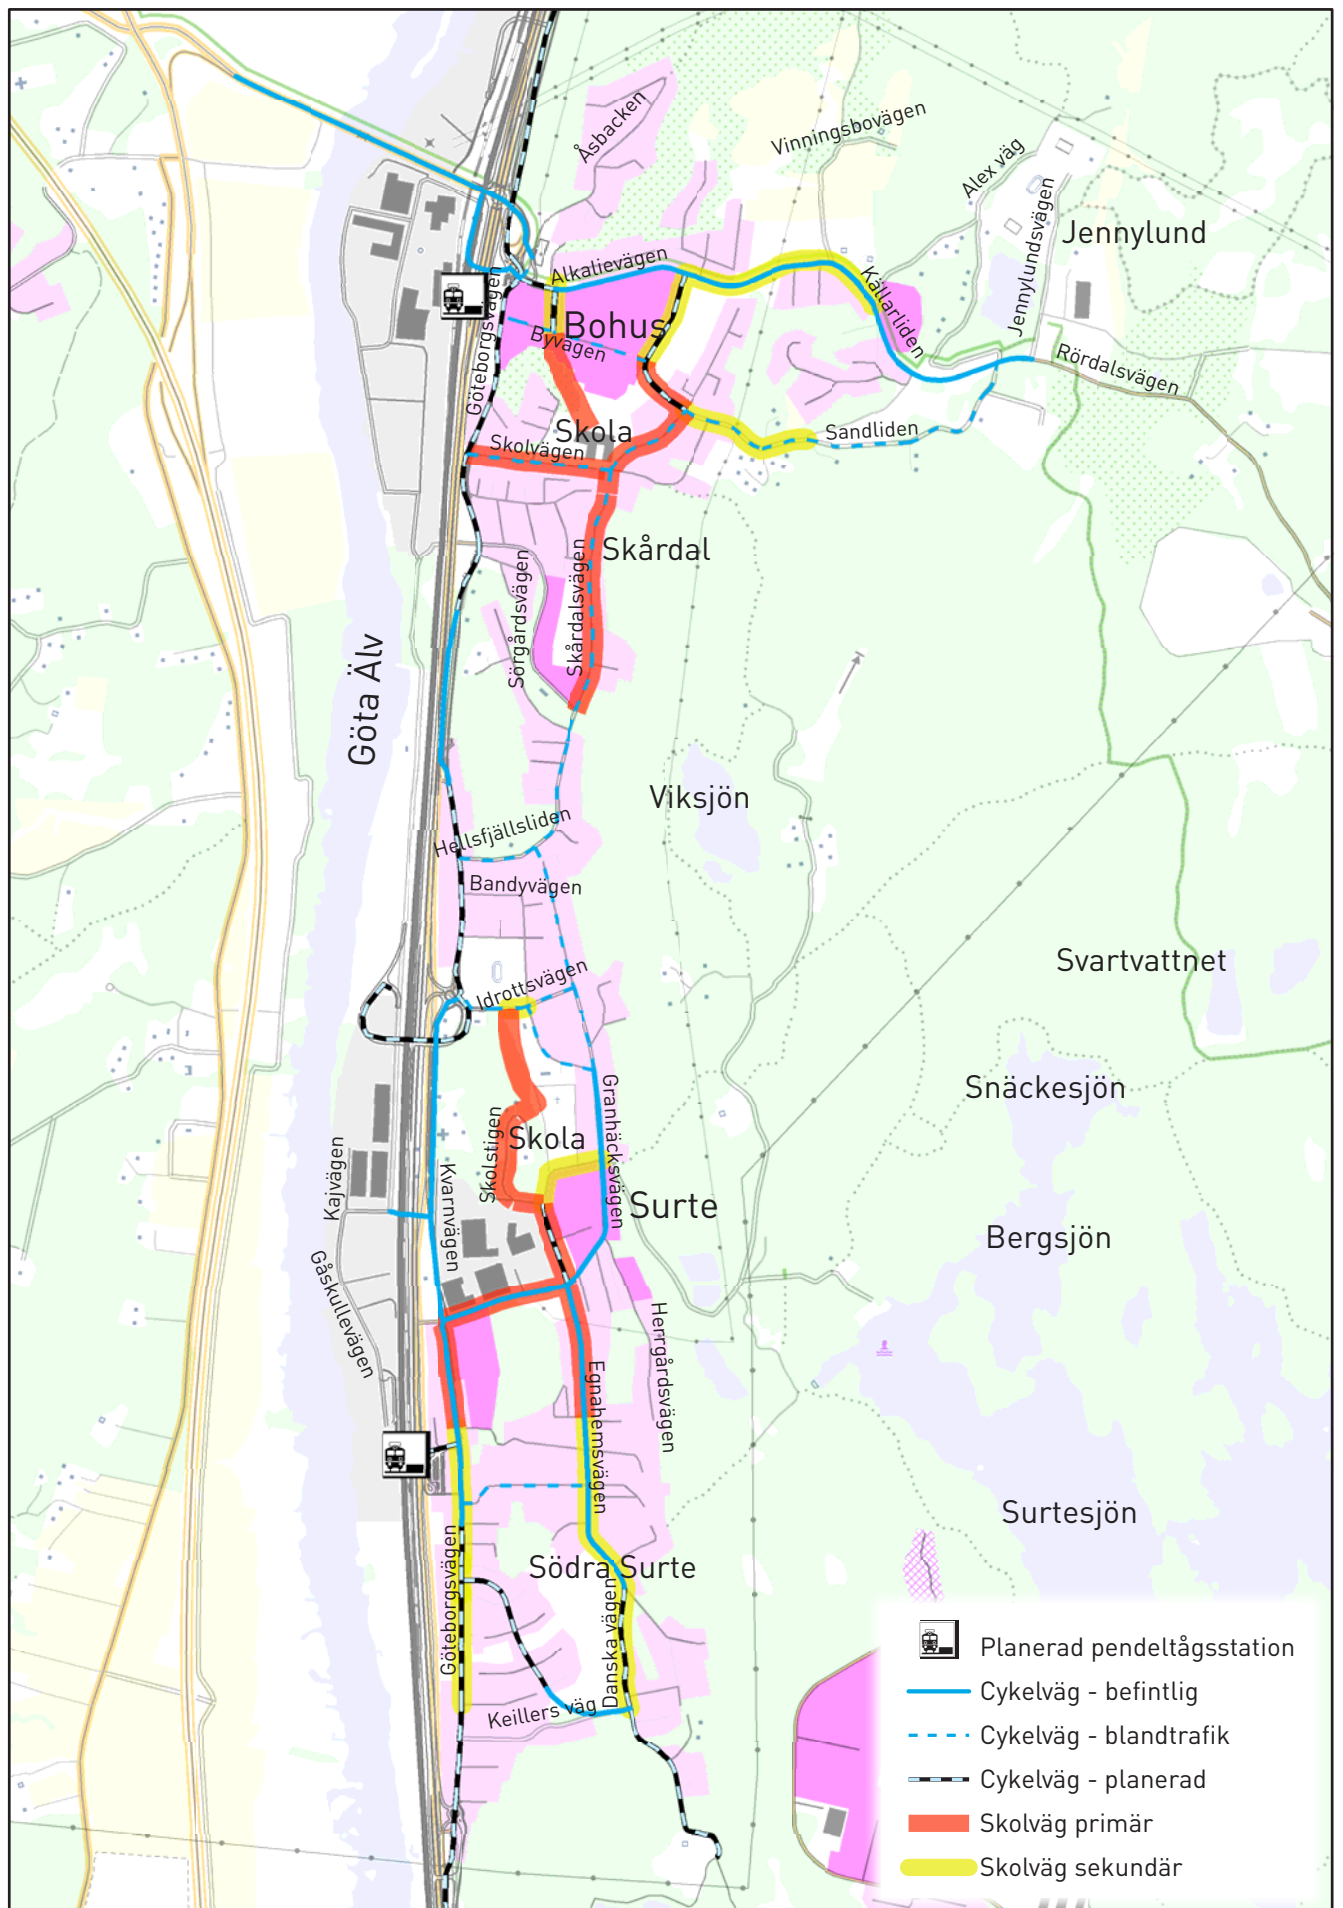 Åsbacken
Vinningsbovägen
Alex väg
Jennylundsvägen
Jennylund
Alkalievägen
Källarliden
Göteborgsvägen
Bohus
Byvägen
Rördalsvägen
Skola
Skolvägen
Sandliden
Skårdal
Sörgårdsvägen
Skårdalsvägen
Göta Älv
Viksjön
Hellsfjällsliden
Bandyvägen
Svartvattnet
Idrottsvägen
Snäckesjön
Granhäcksvägen
Skola
Skolstigen
Kajvägen
Kvarnvägen
Surte
Bergsjön
Gåskullevägen
Herrgårdsvägen
Egnahemsvägen
Surtesjön
Göteborgsvägen
Södra Surte
Danska vägen
Keillers väg
Planerad pendeltågsstation
Cykelväg - befintlig
Cykelväg - blandtrafik
Cykelväg - planerad
Skolväg primär
Skolväg sekundär